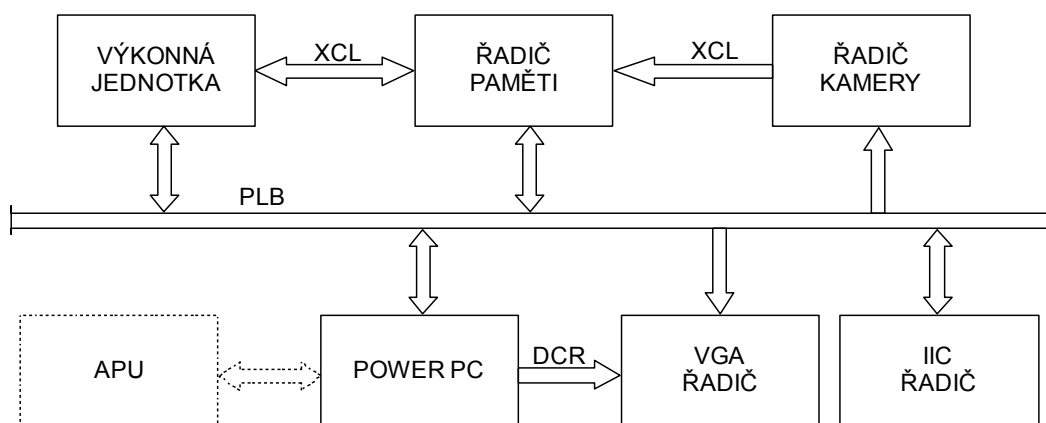 VÝKONNÁ
JEDNOTKA
XCL
ŘADIČ
PAMĚTI
XCL
ŘADIČ
KAMERY
PLB
APU
POWER PC
DCR
VGA
ŘADIČ
IIC
ŘADIČ